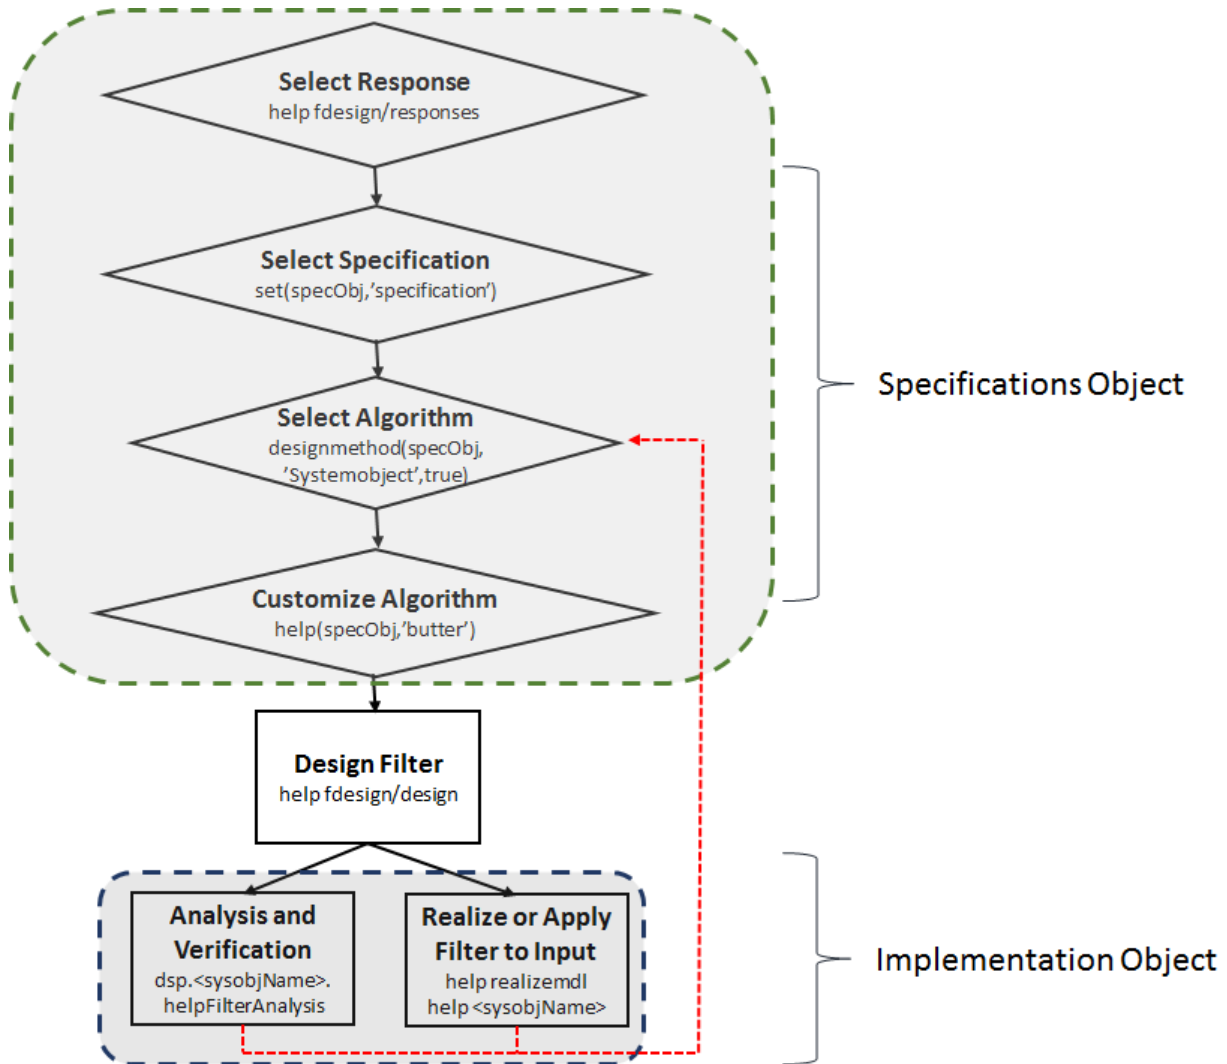 Select Response
help fdesign/responses
Select Specification
set(specObj,’specification’)
Specifications Object
Select Algorithm
designmethod(specObj,
’Systemobject’,true)
Customize Algorithm
help(specObj,’butter’)
Design Filter
help fdesign/design
Analysis and
Verification
dsp.<sysobjName>.
helpFilterAnalysis
Realize or Apply
Filter to Input
help realizemdl
help <sysobjName>
Implementation Object